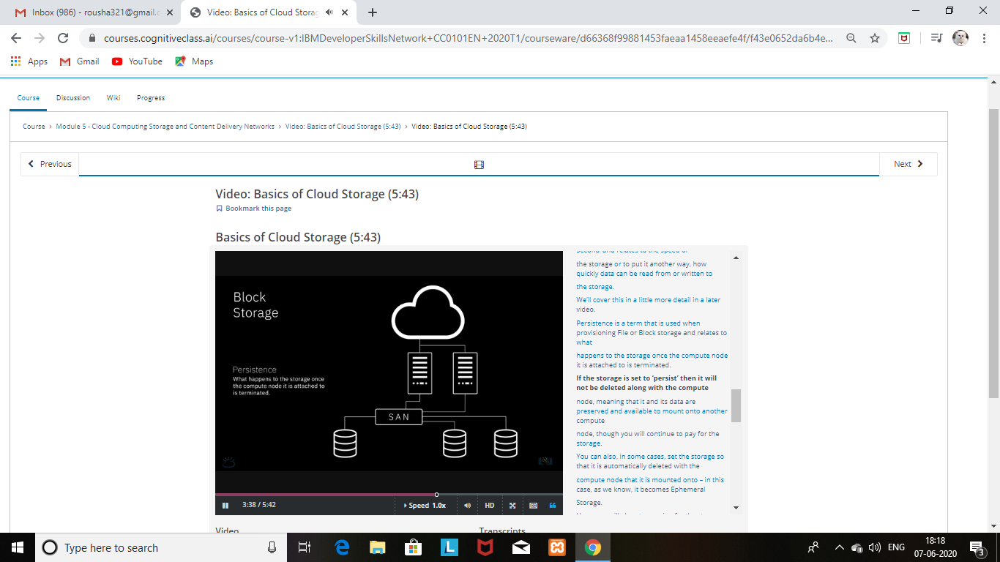 Inbox (986) - rousha321@gmail.c
Video: Basics of Cloud Storag
courses.cognitiveclass.ai/courses/course-v1:IBMDeveloperSkillsNetwork+CC0101EN+2020T1/courseware/d66368f99881453faeaa1458eeaefe4f/f43e0652da6b4e...
Apps
Gmail
YouTube
Maps
Course
Discussion
Wiki
Progress
Course › Module 5 - Cloud Computing Storage and Content Delivery Networks › Video: Basics of Cloud Storage (5:43) › Video: Basics of Cloud Storage (5:43)
Previous
Next
Video: Basics of Cloud Storage (5:43)
Bookmark this page
Basics of Cloud Storage (5:43)
Block
Storage
Persistence
What happens to the storage once
the compute node it is attached to
is terminated.
SAN
3:38 / 5:42
Speed 1.0x
HD
the storage or to put it another way, how
quickly data can be read from or written to
the storage.
We'll cover this in a little more detail in a later
video.
Persistence is a term that is used when
provisioning File or Block storage and relates to
what
happens to the storage once the compute node
it is attached to is terminated.
If the storage is set to 'persist' then it will
not be deleted along with the compute
node, meaning that it and its data are
preserved and available to mount onto another
compute
node, though you will continue to pay for the
storage.
You can also, in some cases, set the storage so
that it is automatically deleted with the
compute node that it is mounted onto – in this
case, as we know, it becomes Ephemeral
Storage.
Video
Transcripts
Type here to search
ENG
18:18
07-06-2020
3